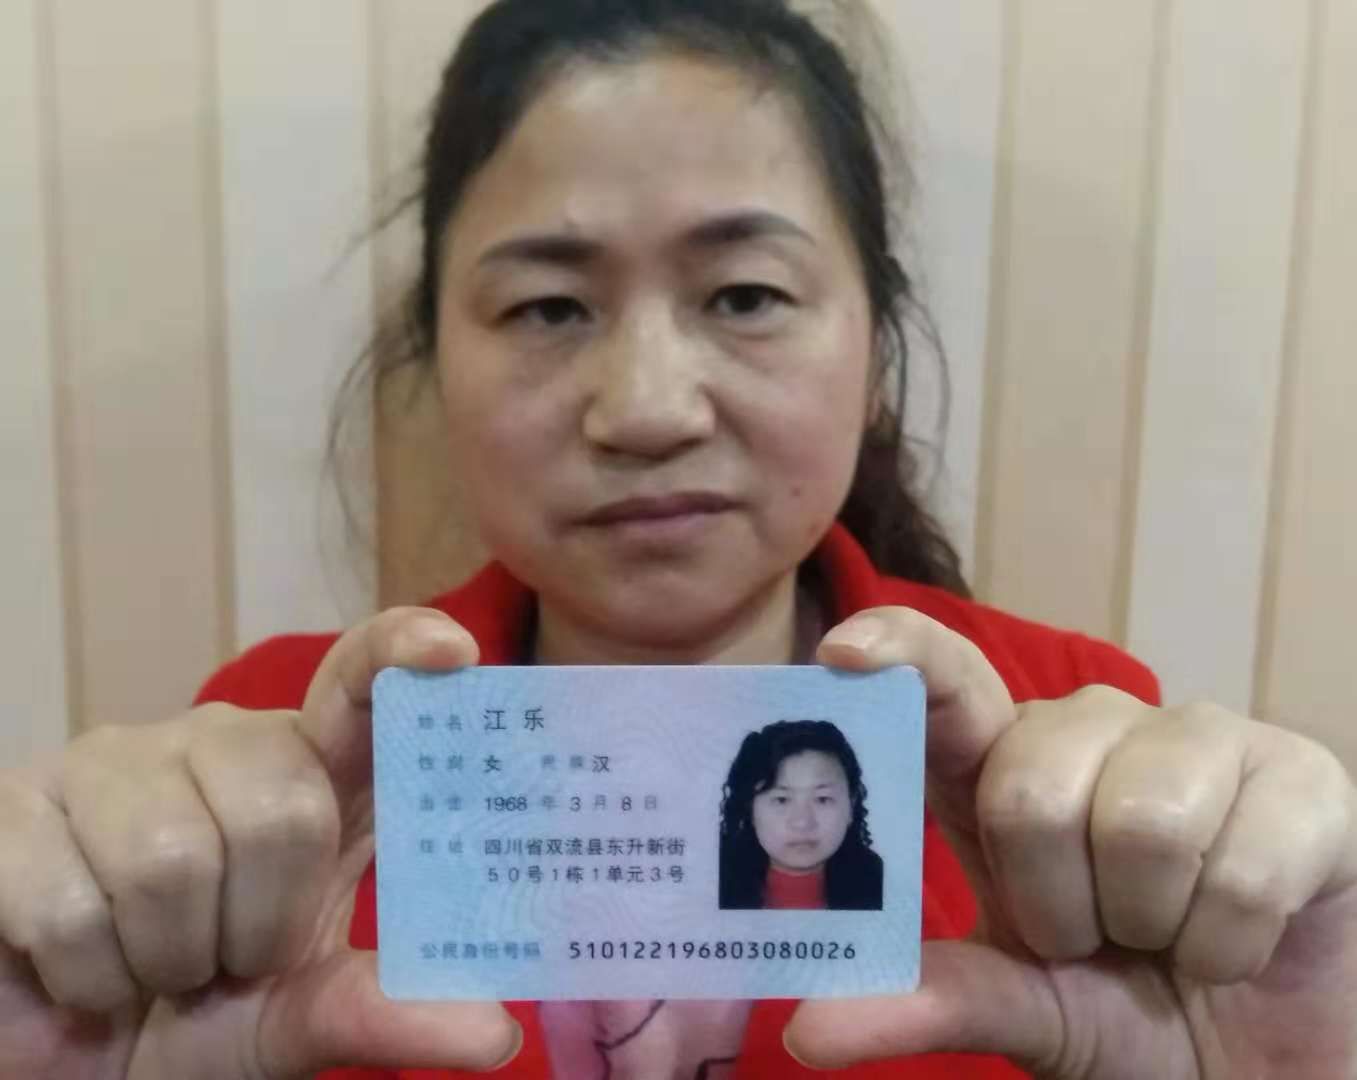 姓名 江乐
性别 女 民族 汉
出生 1968 年 3 月 8 日
住址 四川省双流县东升新街
50号1栋1单元3号
公民身份号码 510122196803080026